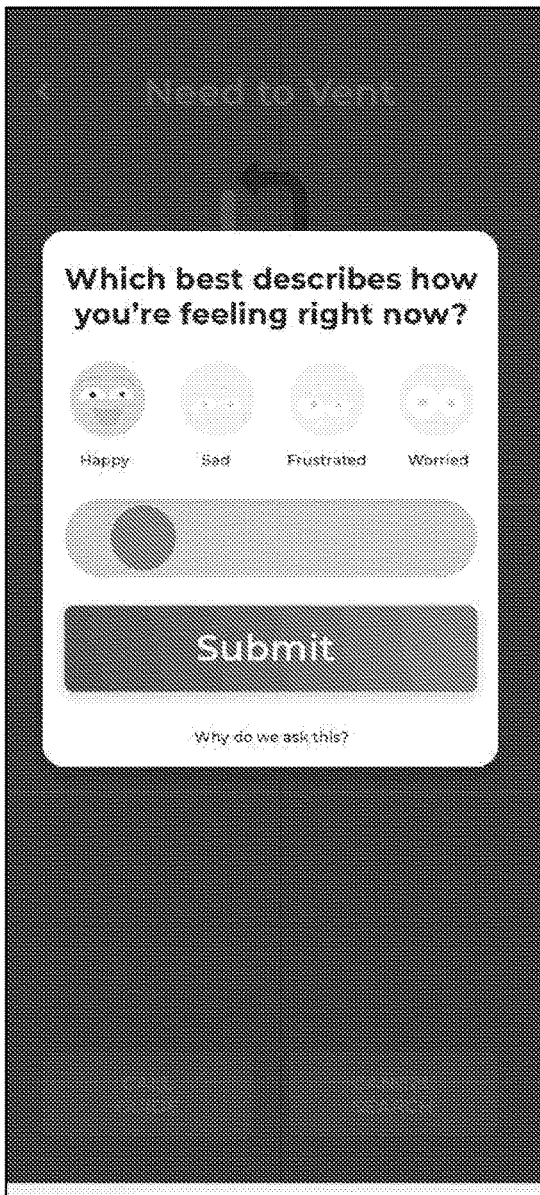 Need to Vent
Which best describes how
you're feeling right now?
Happy Sad Frustrated Worried
Submit
Why do we ask this?